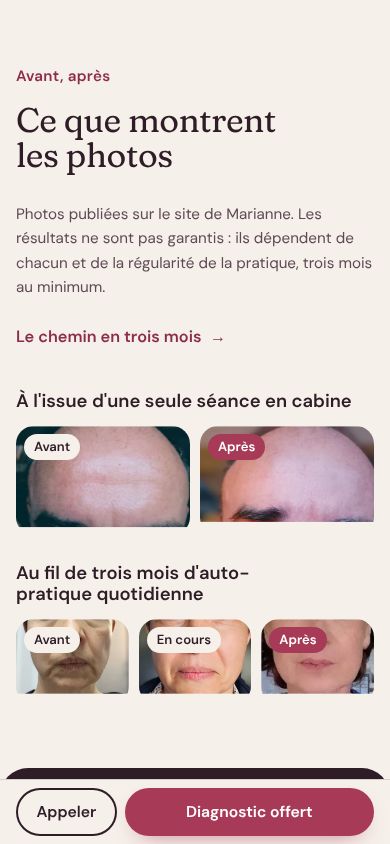 Avant, après
Ce que montrent
les photos
Photos publiées sur le site de Marianne. Les
résultats ne sont pas garantis : ils dépendent de
chacun et de la régularité de la pratique, trois mois
au minimum.
Le chemin en trois mois →
À l'issue d'une seule séance en cabine
Avant
Après
Au fil de trois mois d'auto-
pratique quotidienne
Avant
En cours
Après
Appeler
Diagnostic offert